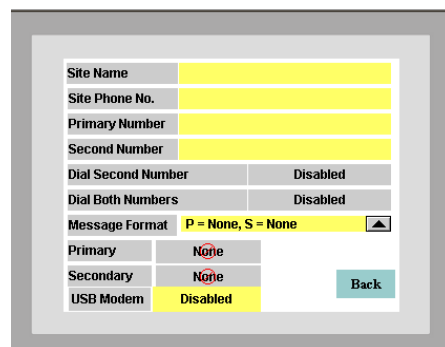 Site Name
Site Phone No.
Primary Number
Second Number
Dial Second Number Disabled
Dial Both Numbers Disabled
Message Format P = None, S = None
Primary None
Secondary None
USB Modem Disabled
Back